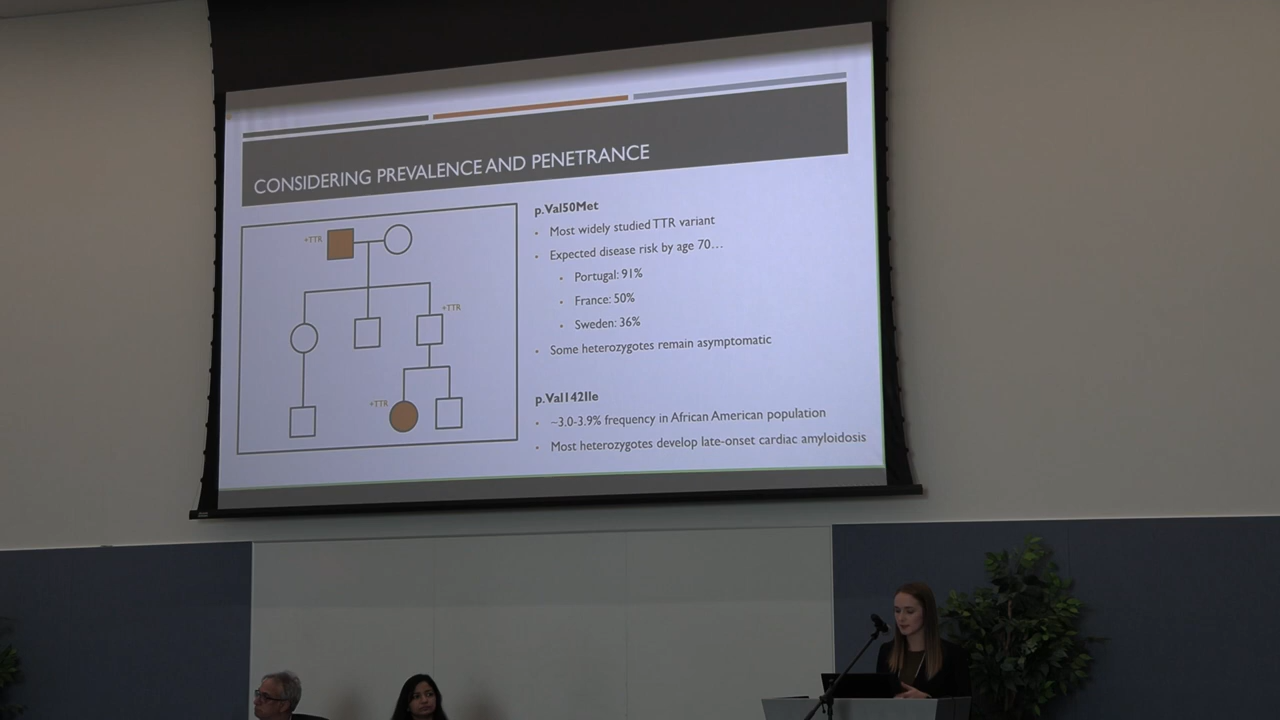 CONSIDERING PREVALENCE AND PENETRANCE
+TTR
+TTR
+TTR
p.Val50Met
• Most widely studied TTR variant
• Expected disease risk by age 70…
• Portugal: 91%
• France: 50%
• Sweden: 36%
• Some heterozygotes remain asymptomatic
p.Val142Ile
• ~3.0-3.9% frequency in African American population
• Most heterozygotes develop late-onset cardiac amyloidosis